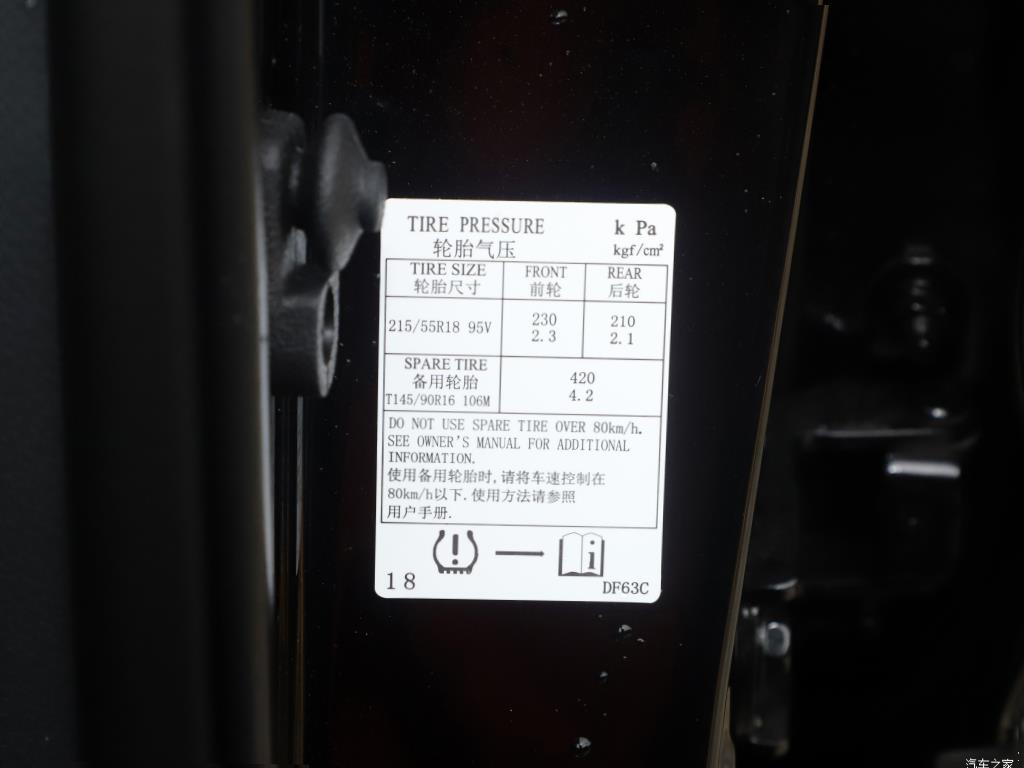 TIRE PRESSURE k Pa
轮胎气压 kgf/cm²
TIRE SIZE FRONT REAR
轮胎尺寸 前轮 后轮
215/55R18 95V 230 210
2.3 2.1
SPARE TIRE
备用轮胎 420
T145/90R16 106M 4.2
DO NOT USE SPARE TIRE OVER 80km/h.
SEE OWNER'S MANUAL FOR ADDITIONAL
INFORMATION.
使用备用轮胎时,请将车速控制在
80km/h以下.使用方法请参照
用户手册.
18 DF63C
汽车之家